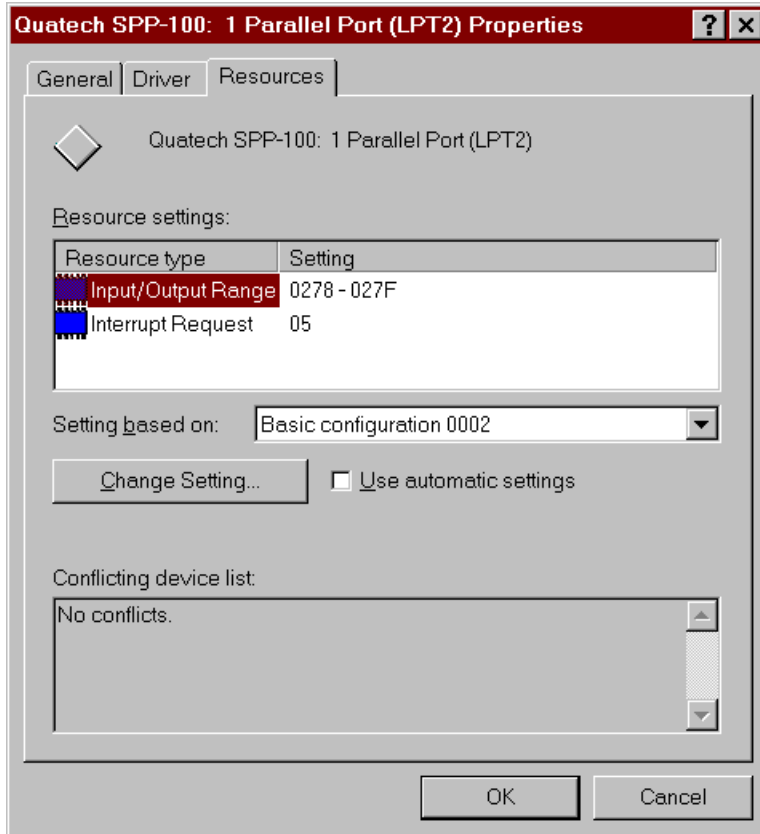 Quatech SPP-100: 1 Parallel Port (LPT2) Properties ? ×
General Driver Resources
Quatech SPP-100: 1 Parallel Port (LPT2)
Resource settings:
Resource type Setting
Input/Output Range 0278 - 027F
Interrupt Request 05
Setting based on: Basic configuration 0002
Change Setting... Use automatic settings
Conflicting device list:
No conflicts.
OK Cancel